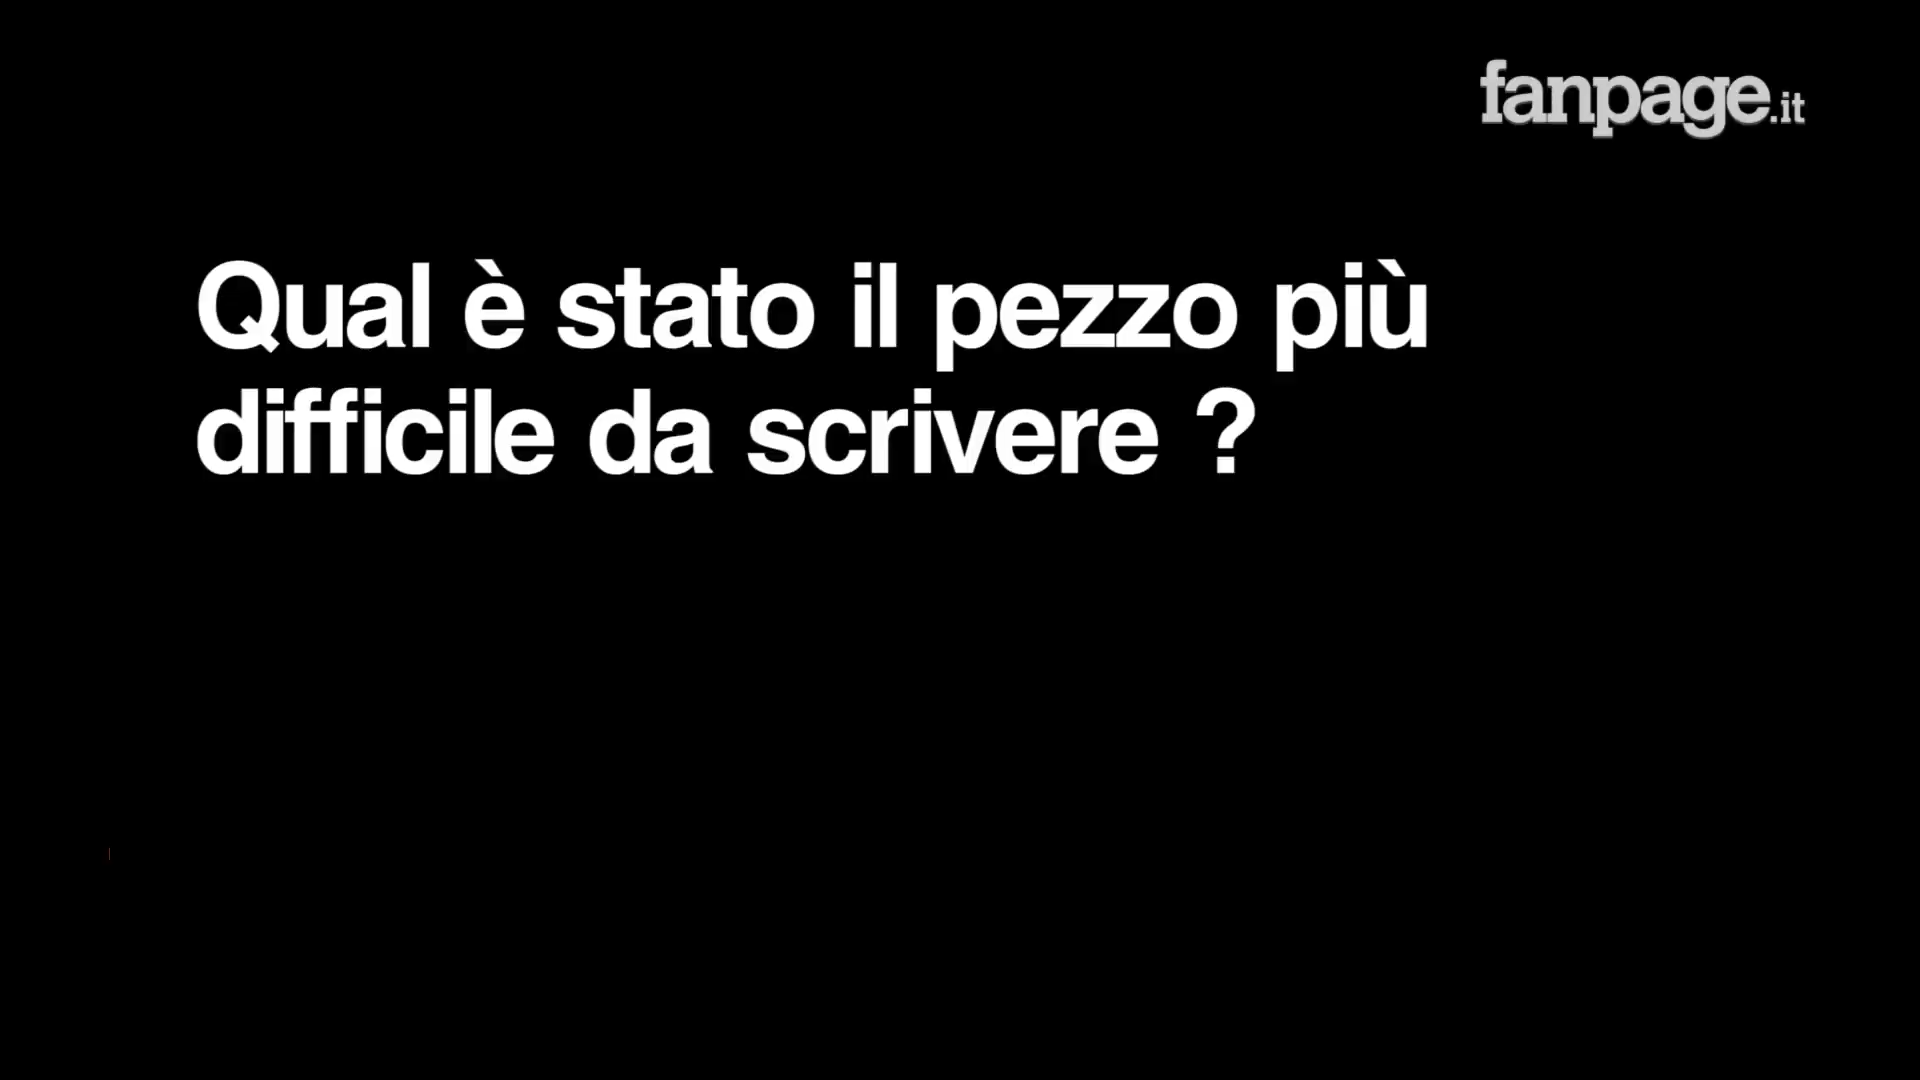 fanpage.it
Qual è stato il pezzo più
difficile da scrivere ?